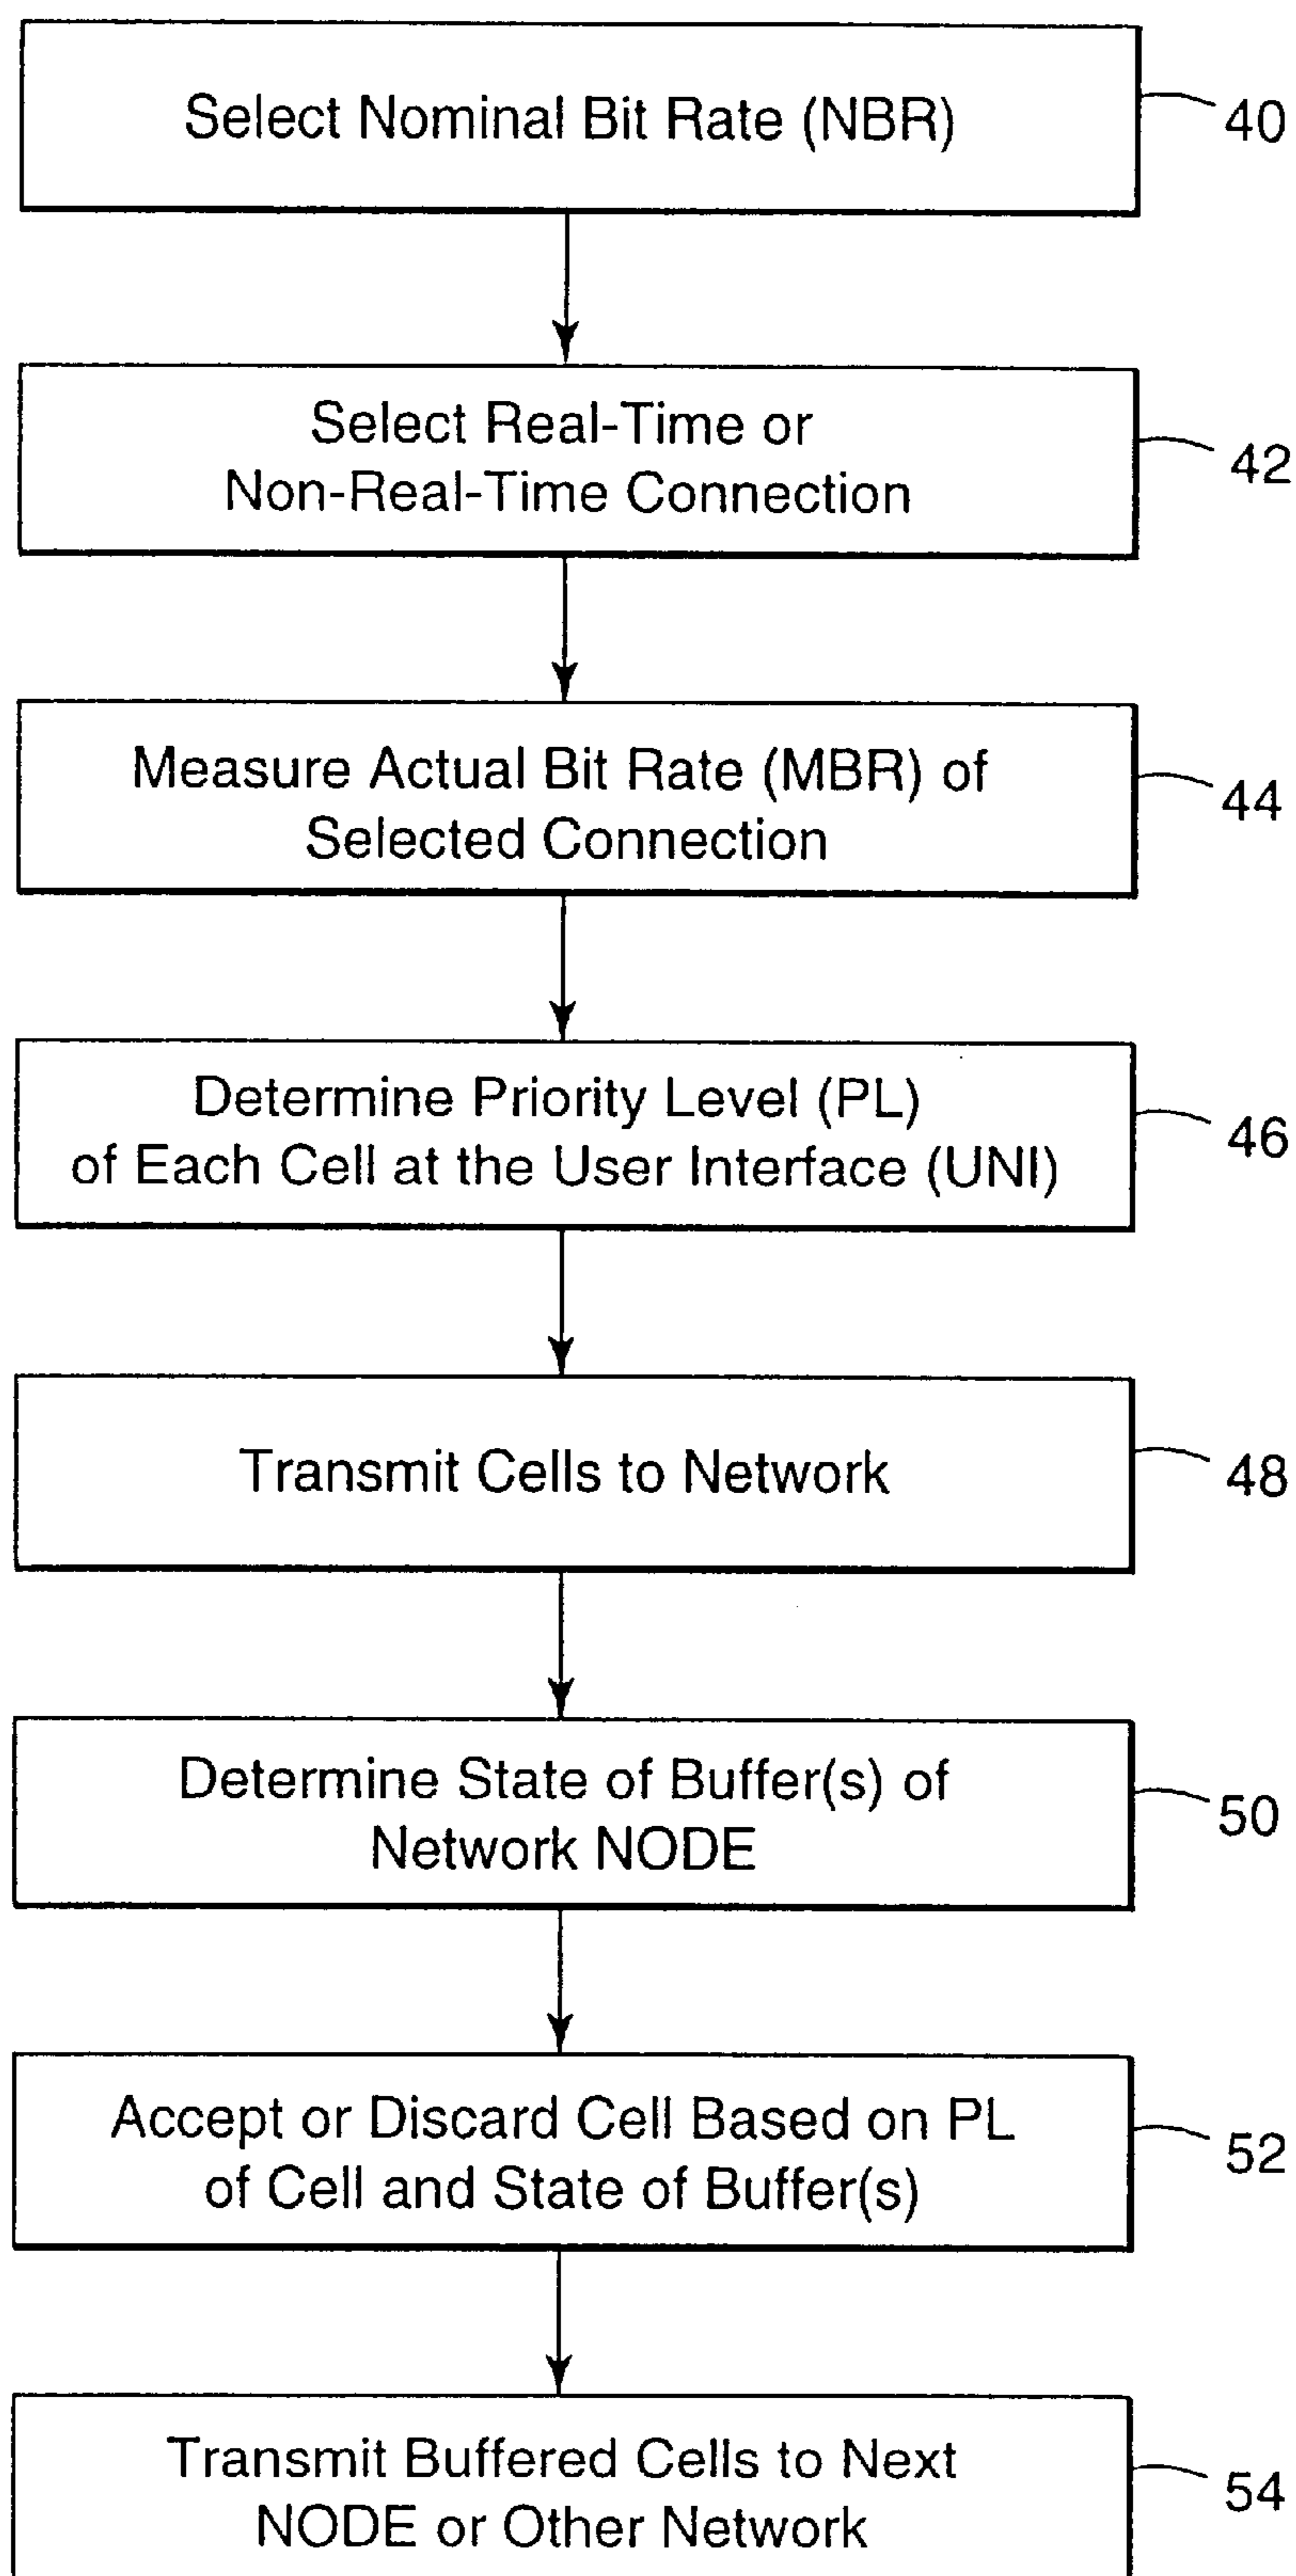 Select Nominal Bit Rate (NBR)
40
Select Real-Time or
Non-Real-Time Connection
42
Measure Actual Bit Rate (MBR) of
Selected Connection
44
Determine Priority Level (PL)
of Each Cell at the User Interface (UNI)
46
Transmit Cells to Network
48
Determine State of Buffer(s) of
Network NODE
50
Accept or Discard Cell Based on PL
of Cell and State of Buffer(s)
52
Transmit Buffered Cells to Next
NODE or Other Network
54